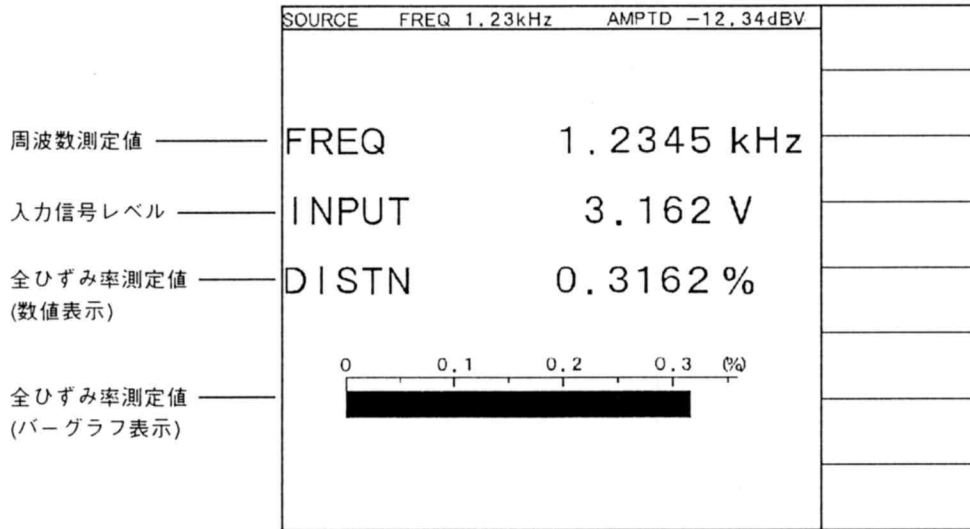 SOURCE FREQ 1.23kHz AMPTD -12.34dBV
周波数測定値 FREQ 1.2345 kHz
入力信号レベル INPUT 3.162 V
全ひずみ率測定値 DISTN 0.3162 %
(数値表示)
0 0.1 0.2 0.3 (%)
全ひずみ率測定値
(バーグラフ表示)